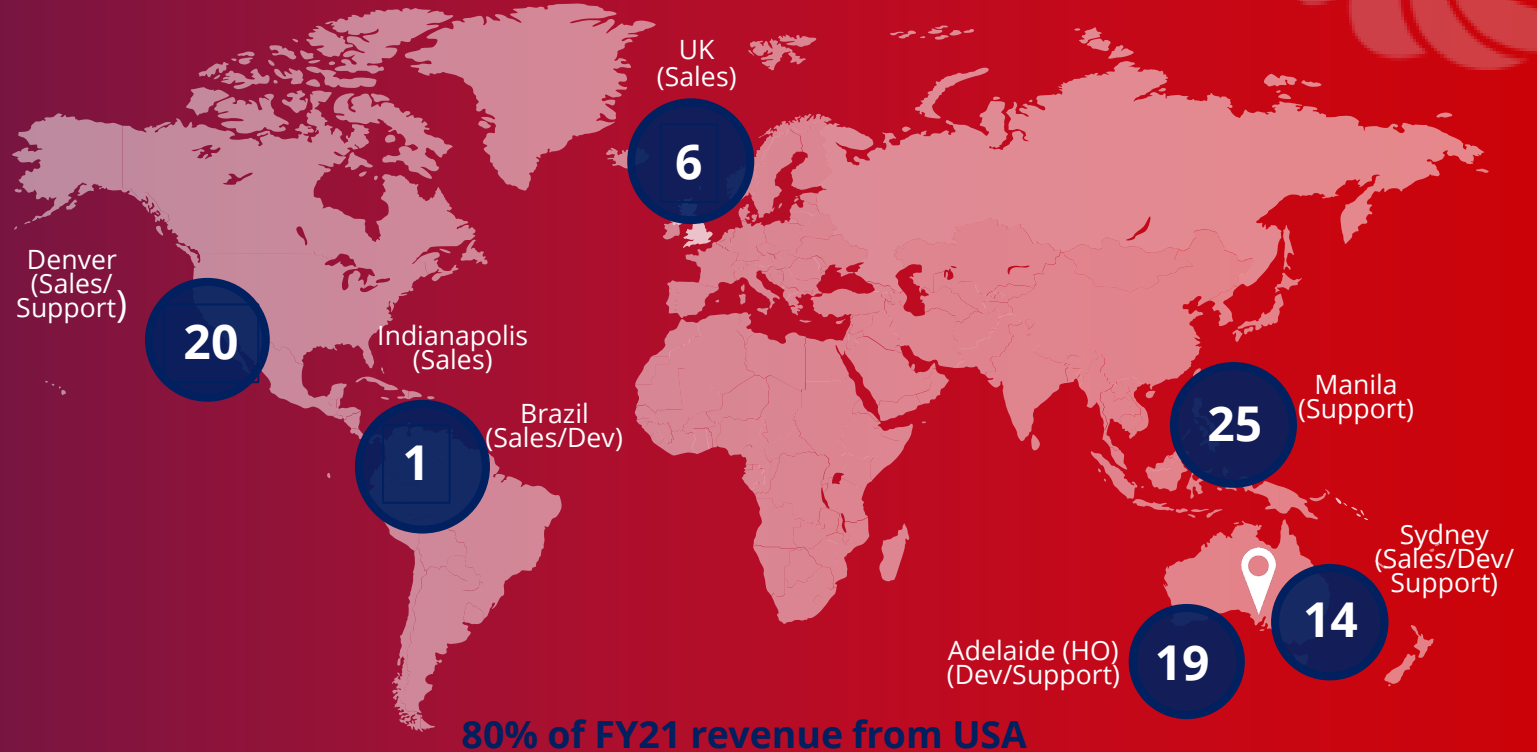 UK
(Sales)
6
Denver
(Sales/
Support)
20
Indianapolis
(Sales)
Brazil
(Sales/Dev)
1
Manila
(Support)
25
Sydney
(Sales/Dev/
Support)
14
Adelaide (HO)
(Dev/Support)
19
80% of FY21 revenue from USA